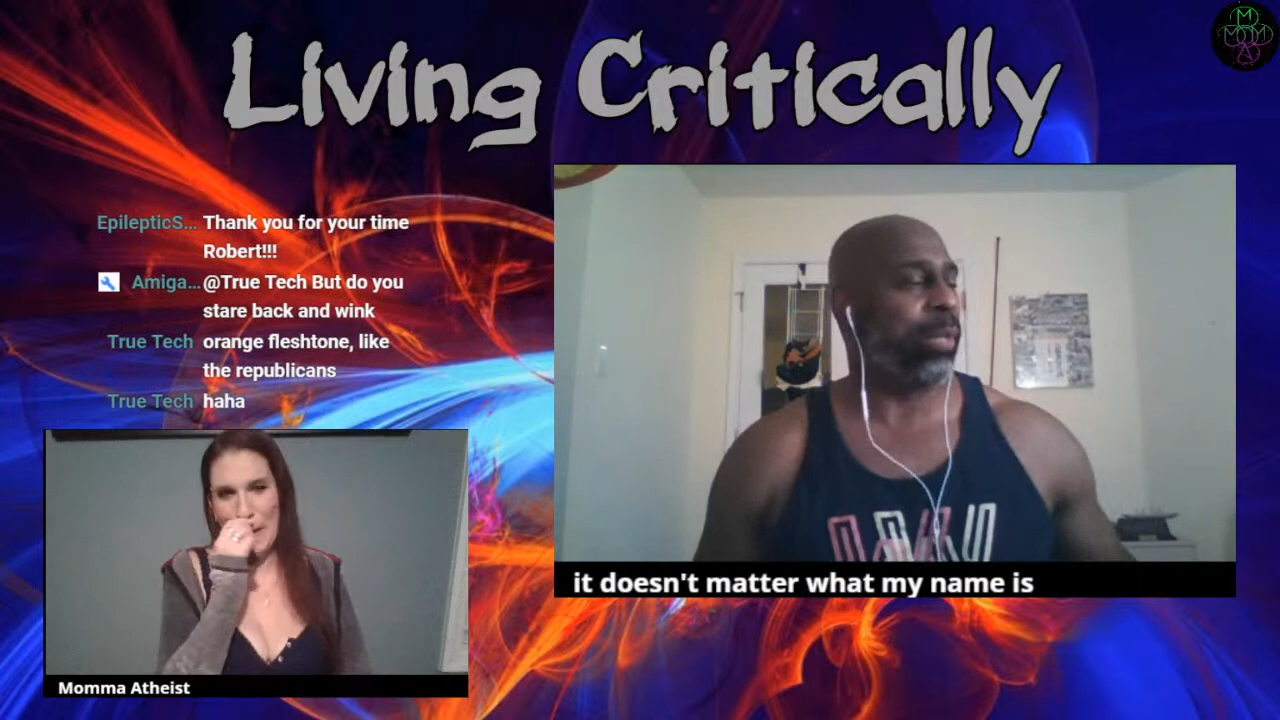 Living Critically
EpilepticS... Thank you for your time
Robert!!!
Amiga... @True Tech But do you
stare back and wink
True Tech orange fleshtone, like
the republicans
True Tech haha
it doesn't matter what my name is
Momma Atheist